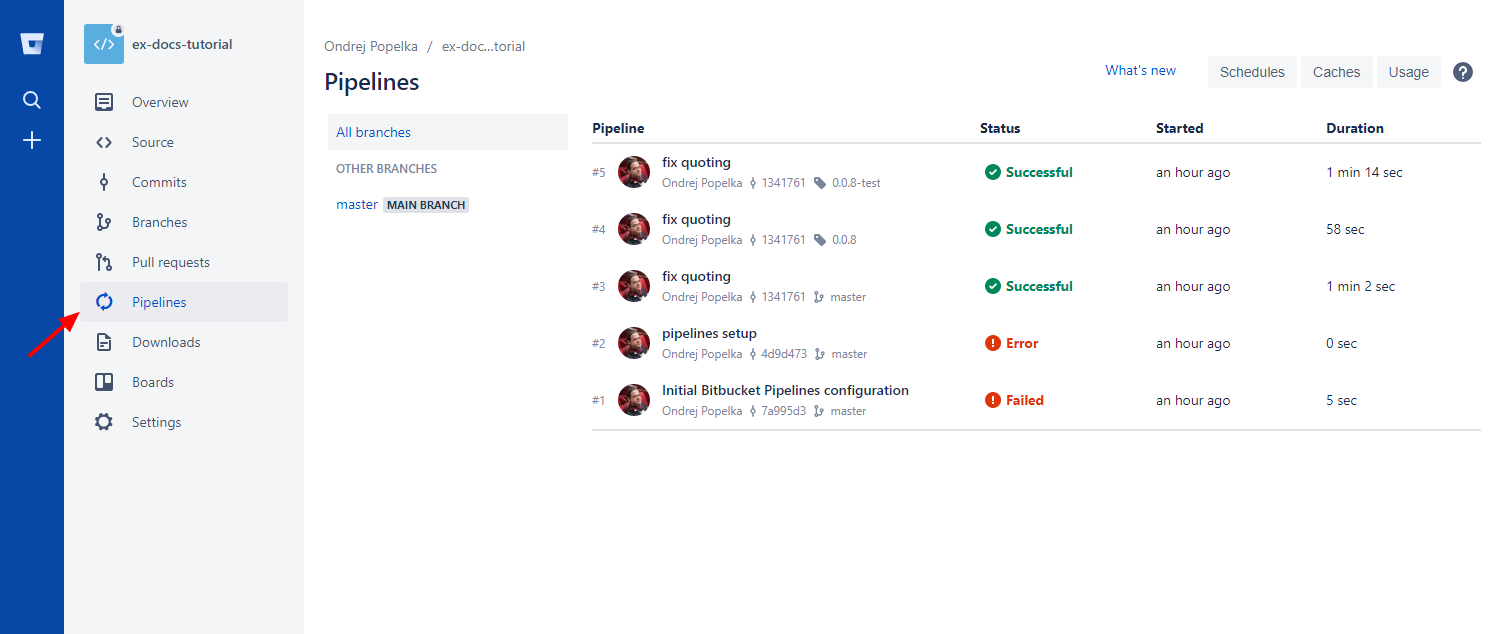 ex-docs-tutorial
Overview
Source
Commits
Branches
Pull requests
Pipelines
Downloads
Boards
Settings
Ondrej Popelka / ex-doc...torial
Pipelines
What's new
Schedules
Caches
Usage
All branches
OTHER BRANCHES
master MAIN BRANCH
Pipeline Status Started Duration
#5 fix quoting Successful an hour ago 1 min 14 sec
Ondrej Popelka 1341761 0.0.8-test
#4 fix quoting Successful an hour ago 58 sec
Ondrej Popelka 1341761 0.0.8
#3 fix quoting Successful an hour ago 1 min 2 sec
Ondrej Popelka 1341761 master
#2 pipelines setup Error an hour ago 0 sec
Ondrej Popelka 4d9d473 master
#1 Initial Bitbucket Pipelines configuration Failed an hour ago 5 sec
Ondrej Popelka 7a995d3 master